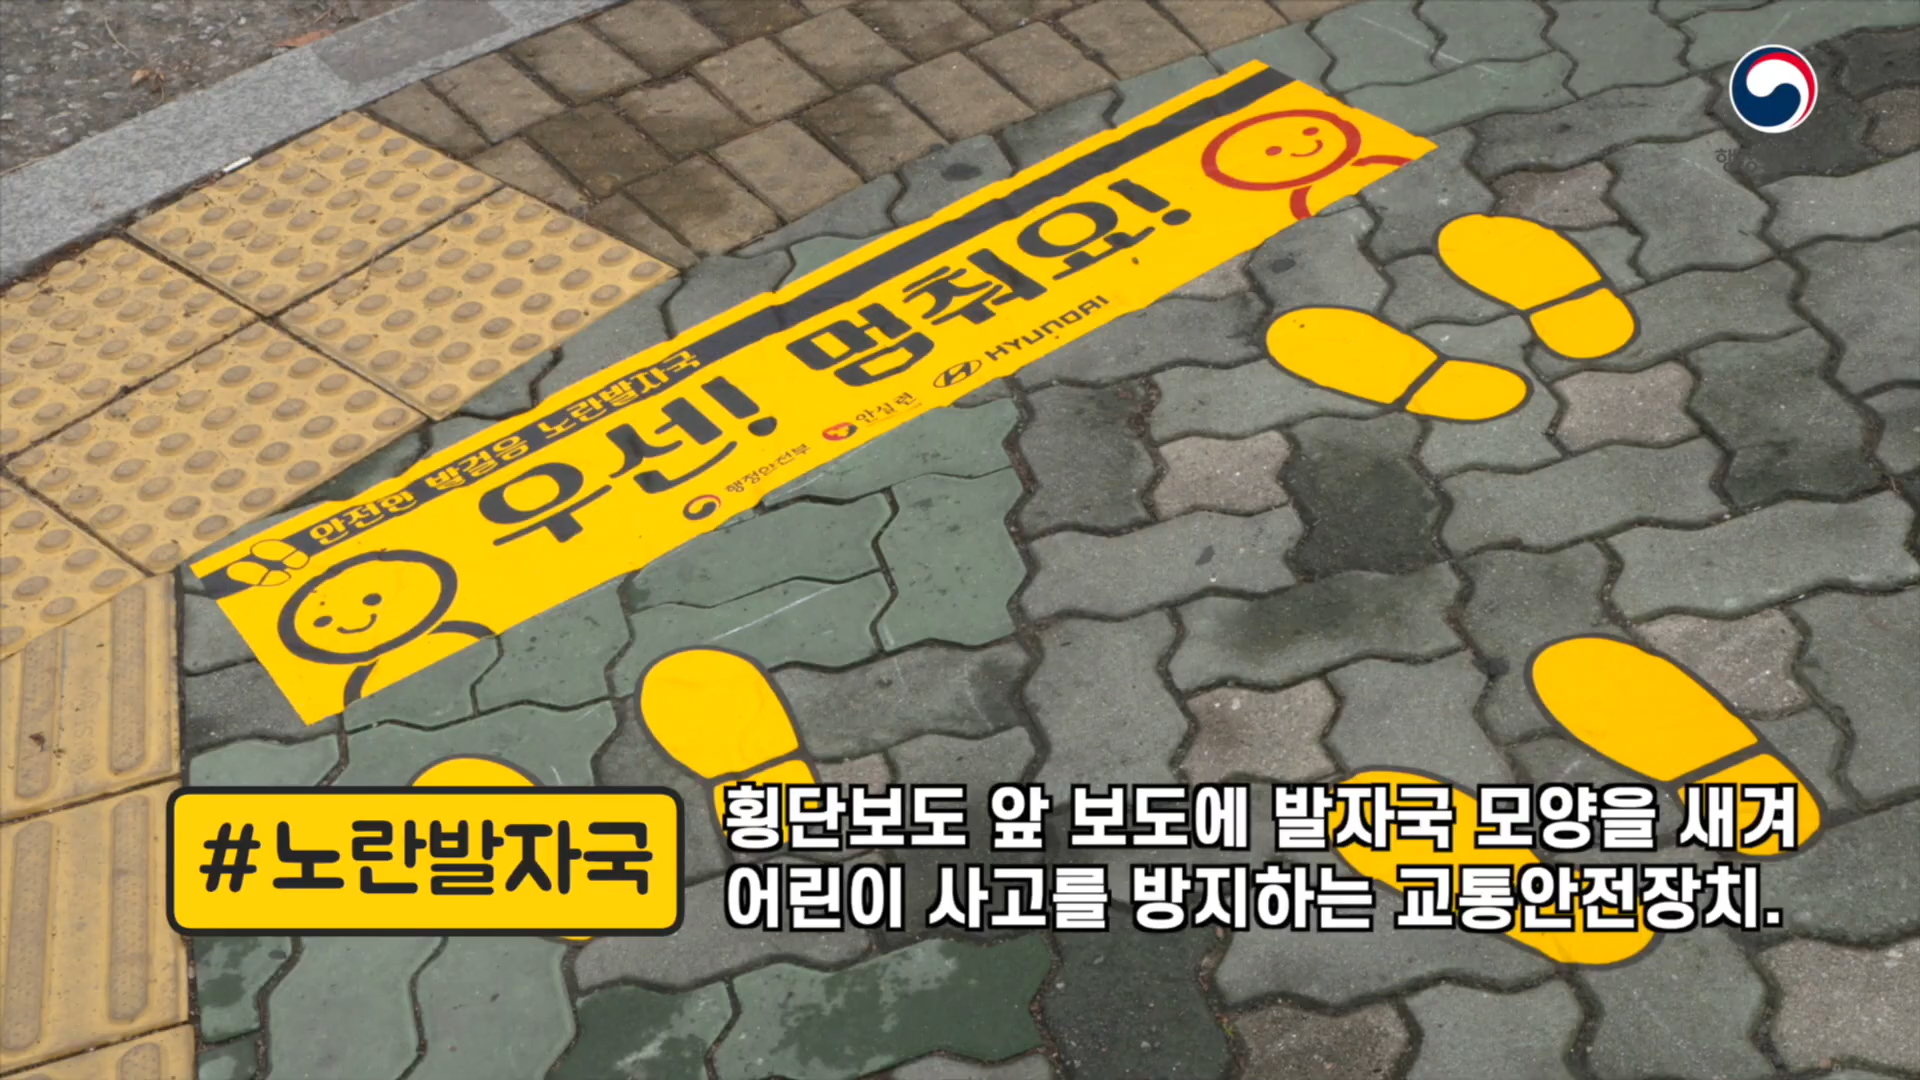 안전한 발걸음 노란발자국
우선! 멈춰요!
행정안전부 안실련 HYUNDAI
#노란발자국
횡단보도 앞 보도에 발자국 모양을 새겨
어린이 사고를 방지하는 교통안전장치.